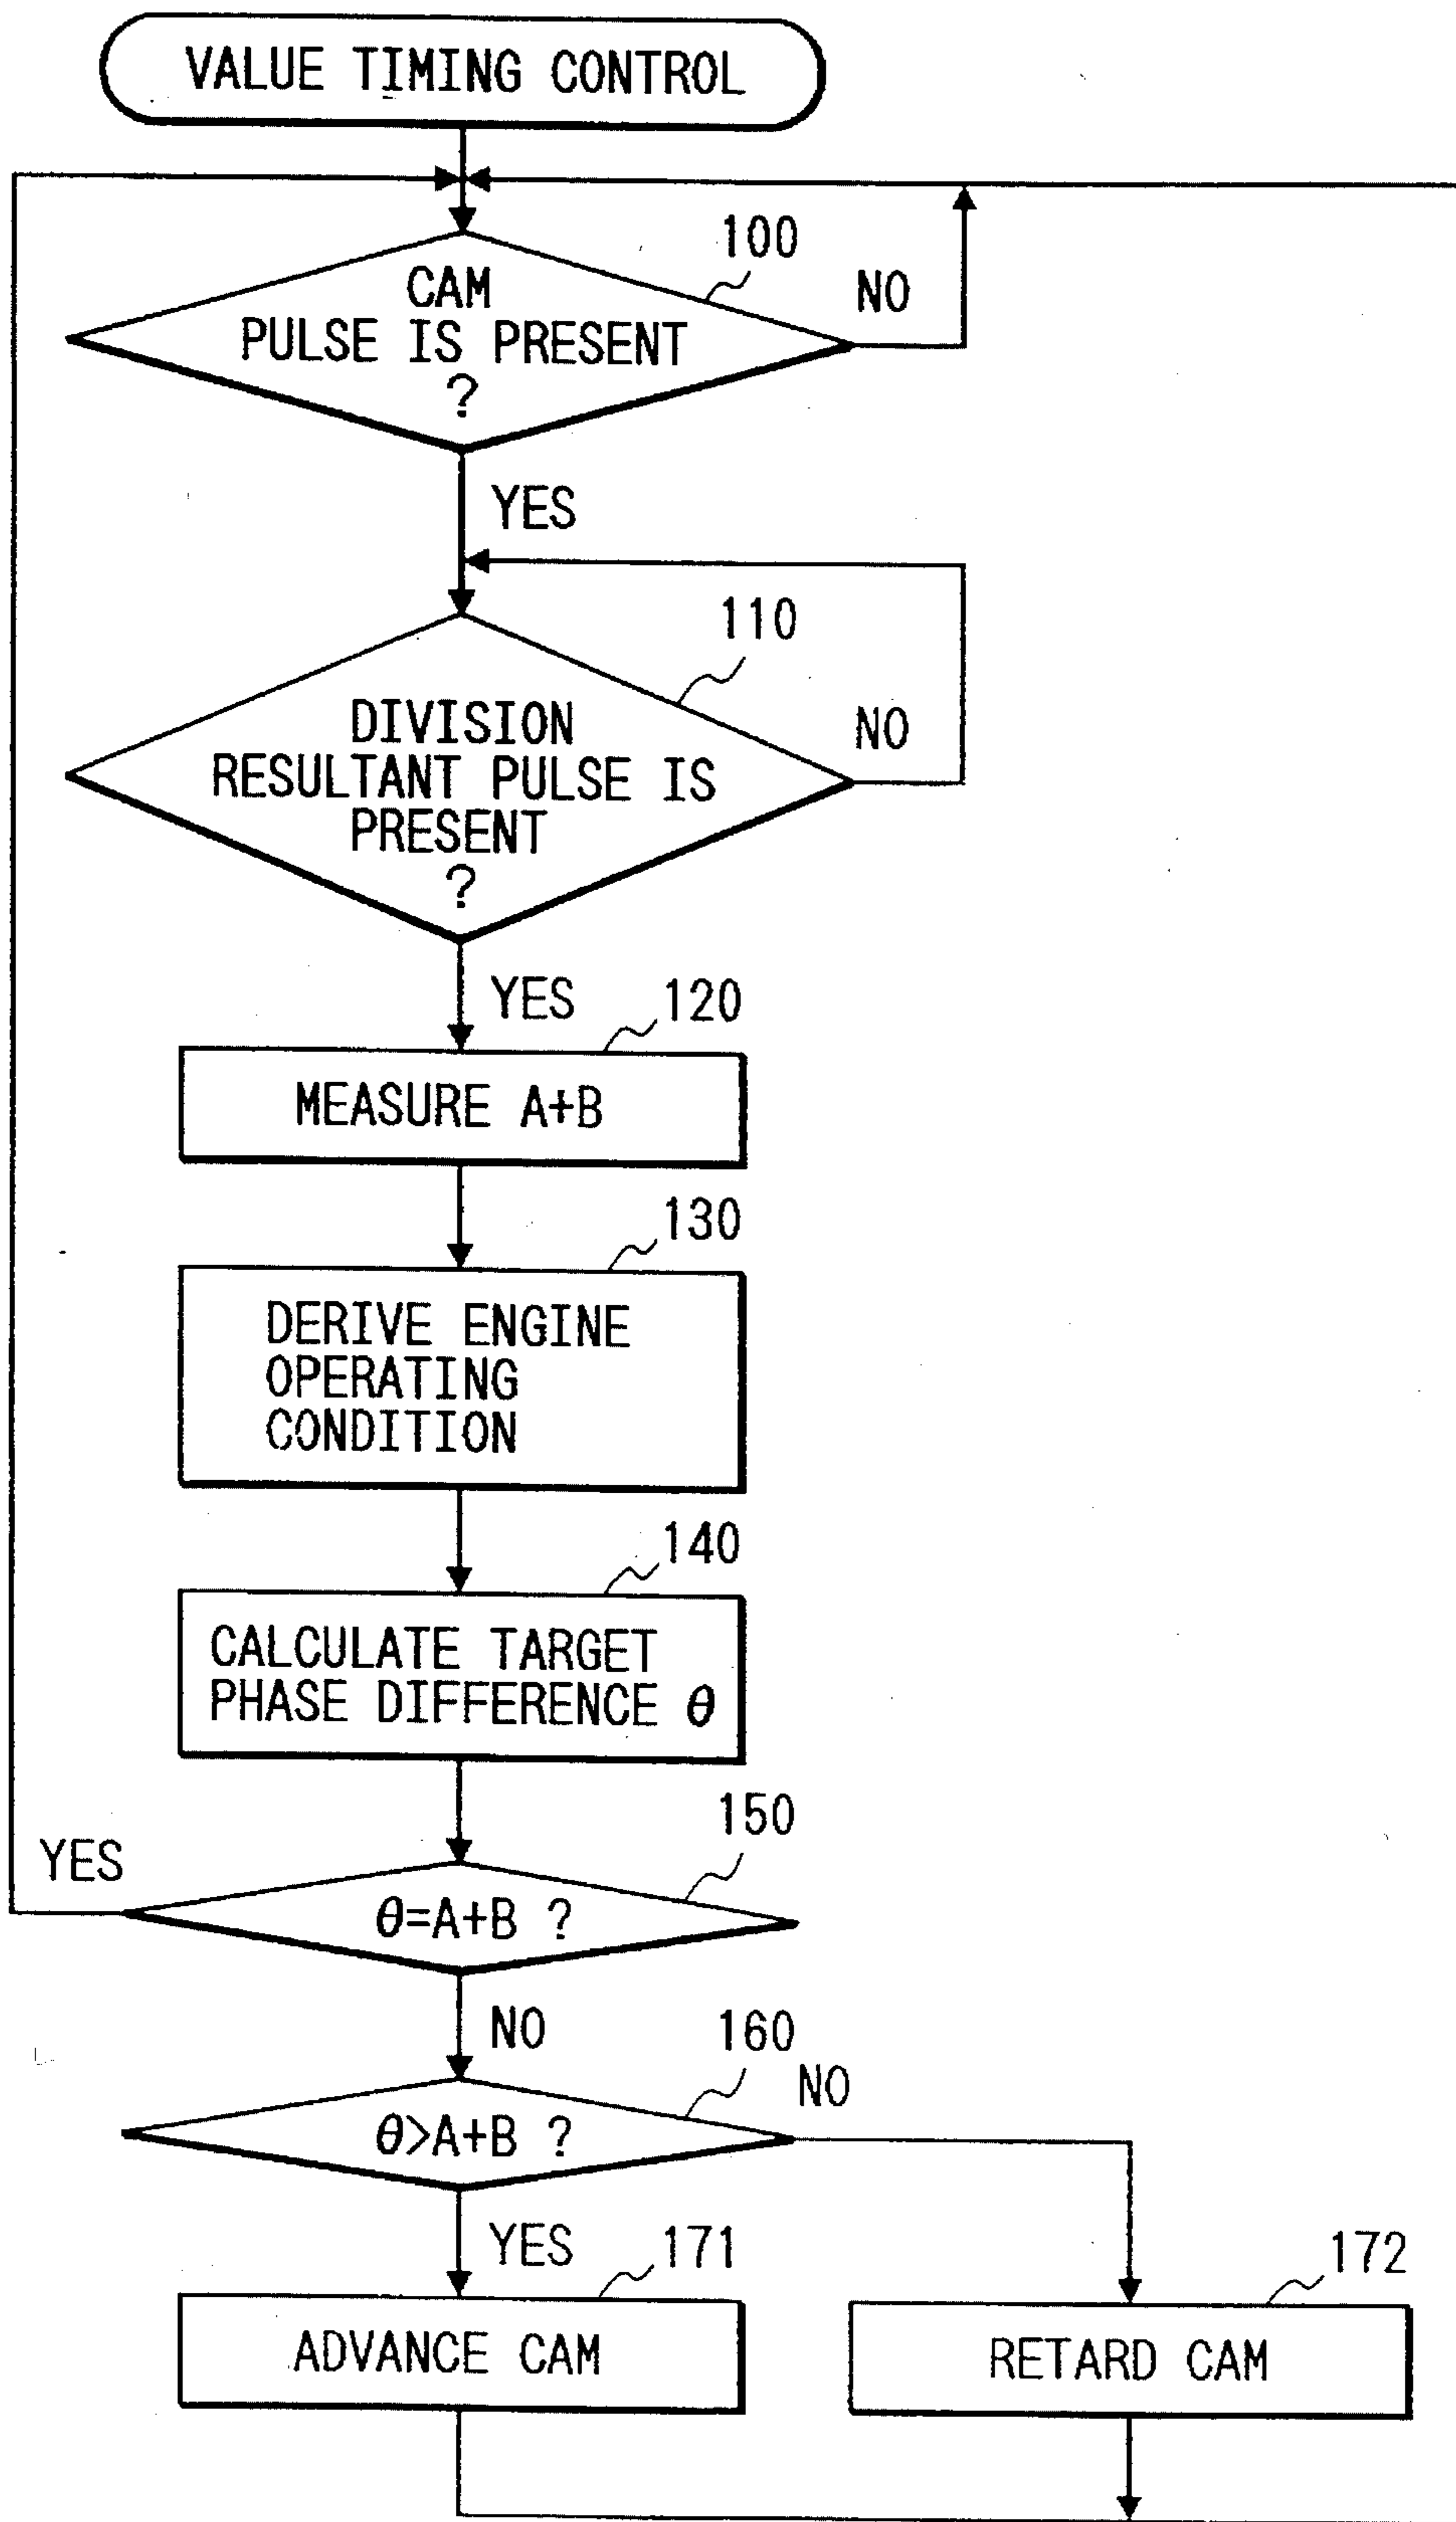 VALUE TIMING CONTROL
100
CAM
PULSE IS PRESENT
?
NO
YES
110
DIVISION
RESULTANT PULSE IS
PRESENT
?
NO
YES
120
MEASURE A+B
130
DERIVE ENGINE
OPERATING
CONDITION
140
CALCULATE TARGET
PHASE DIFFERENCE θ
150
YES
θ=A+B ?
NO
160
NO
θ>A+B ?
YES
171
172
ADVANCE CAM
RETARD CAM